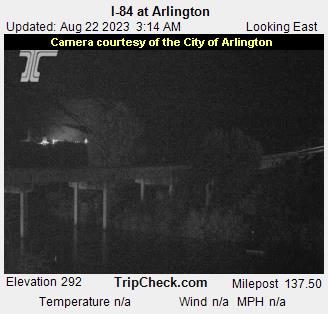 I-84 at Arlington
Updated: Aug 22 2023 3:14 AM Looking East
Camera courtesy of the City of Arlington
Elevation 292 TripCheck.com Milepost 137.50
Temperature n/a Wind n/a MPH n/a